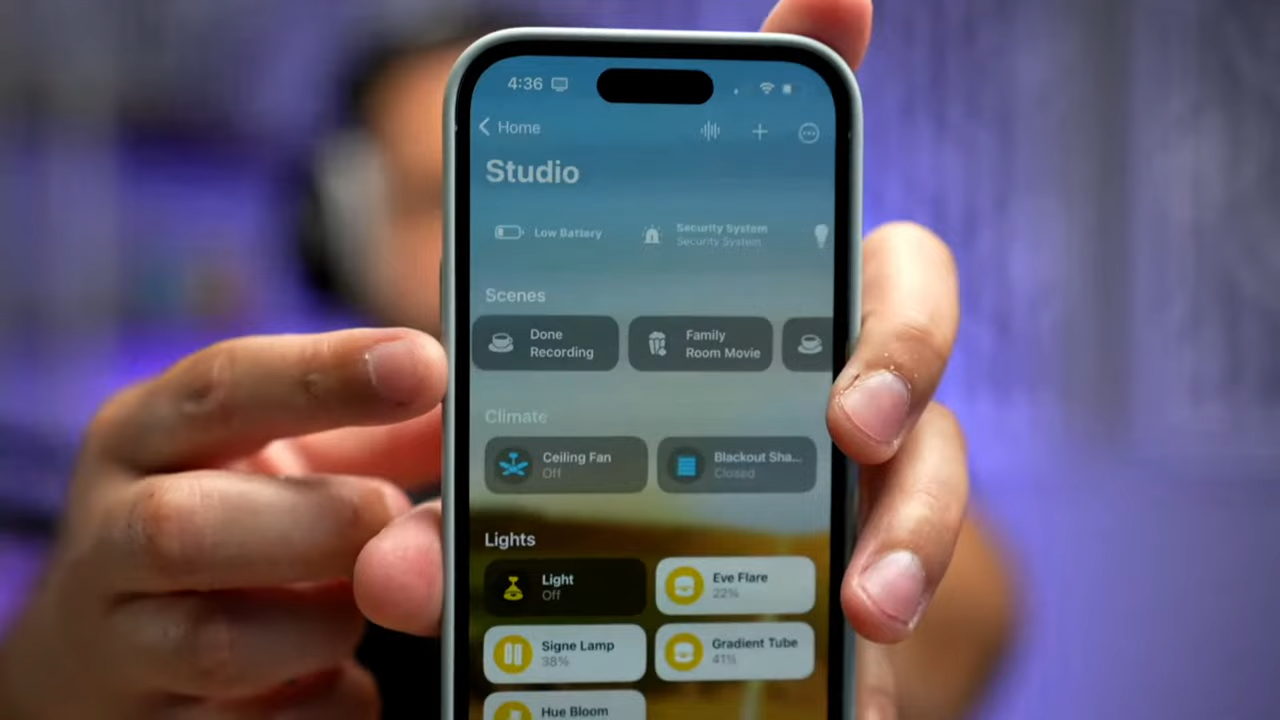 4:36
Home
Studio
Low Battery
Security System
Security System
Scenes
Done
Recording
Family
Room Movie
Climate
Ceiling Fan
Off
Blackout Sha...
Closed
Lights
Light
Off
Eve Flare
22%
Signe Lamp
38%
Gradient Tube
41%
Hue Bloom